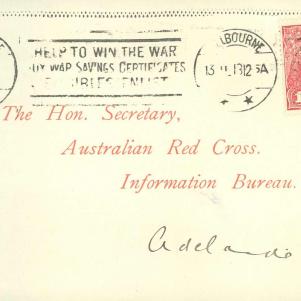 HELP TO WIN THE WAR
BUY WAR SAVINGS CERTIFICATES
ENLIST
MELBOURNE
The Hon. Secretary,
Australian Red Cross.
Information Bureau.
Adelaide